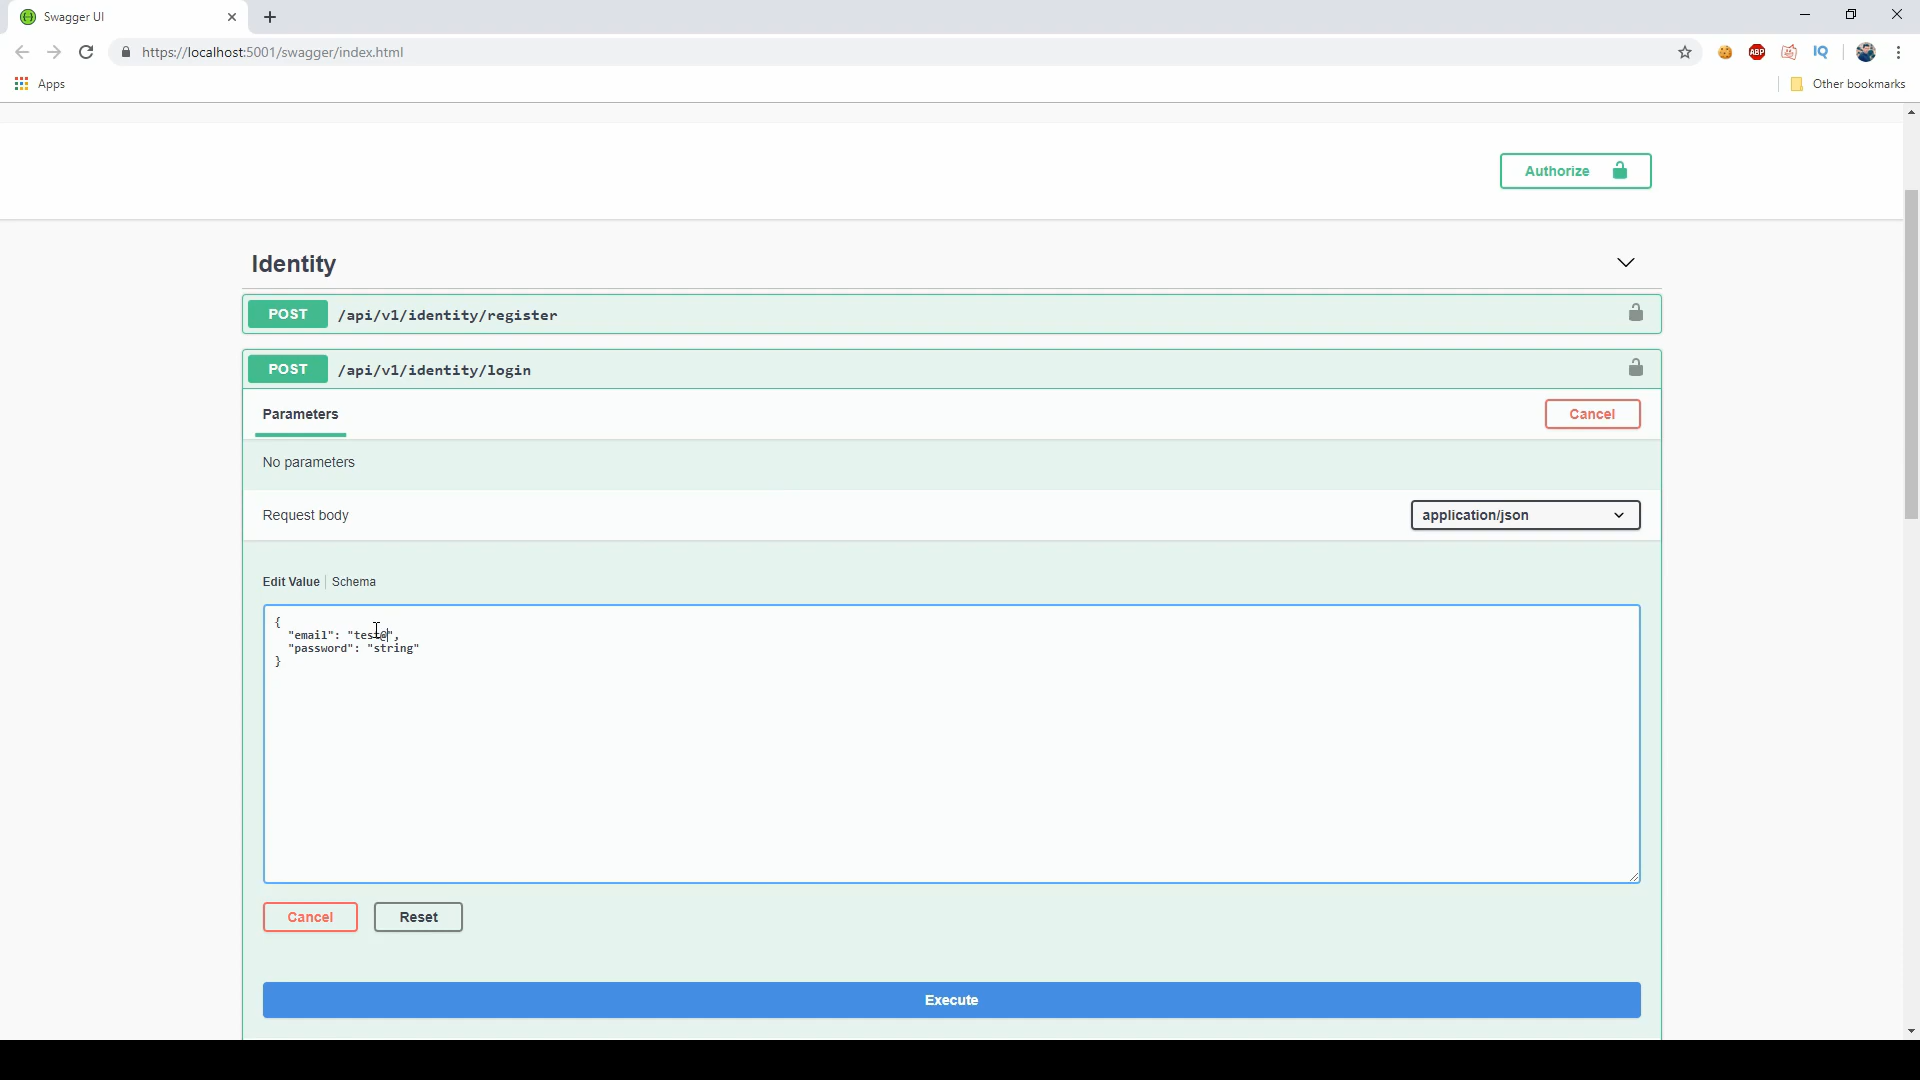 Swagger UI
https://localhost:5001/swagger/index.html
ABP
IQ
Apps
Other bookmarks
Authorize
Identity
POST /api/v1/identity/register
POST /api/v1/identity/login
Parameters
Cancel
No parameters
Request body
application/json
Edit Value | Schema
{
"email": "test@",
"password": "string"
}
Cancel
Reset
Execute